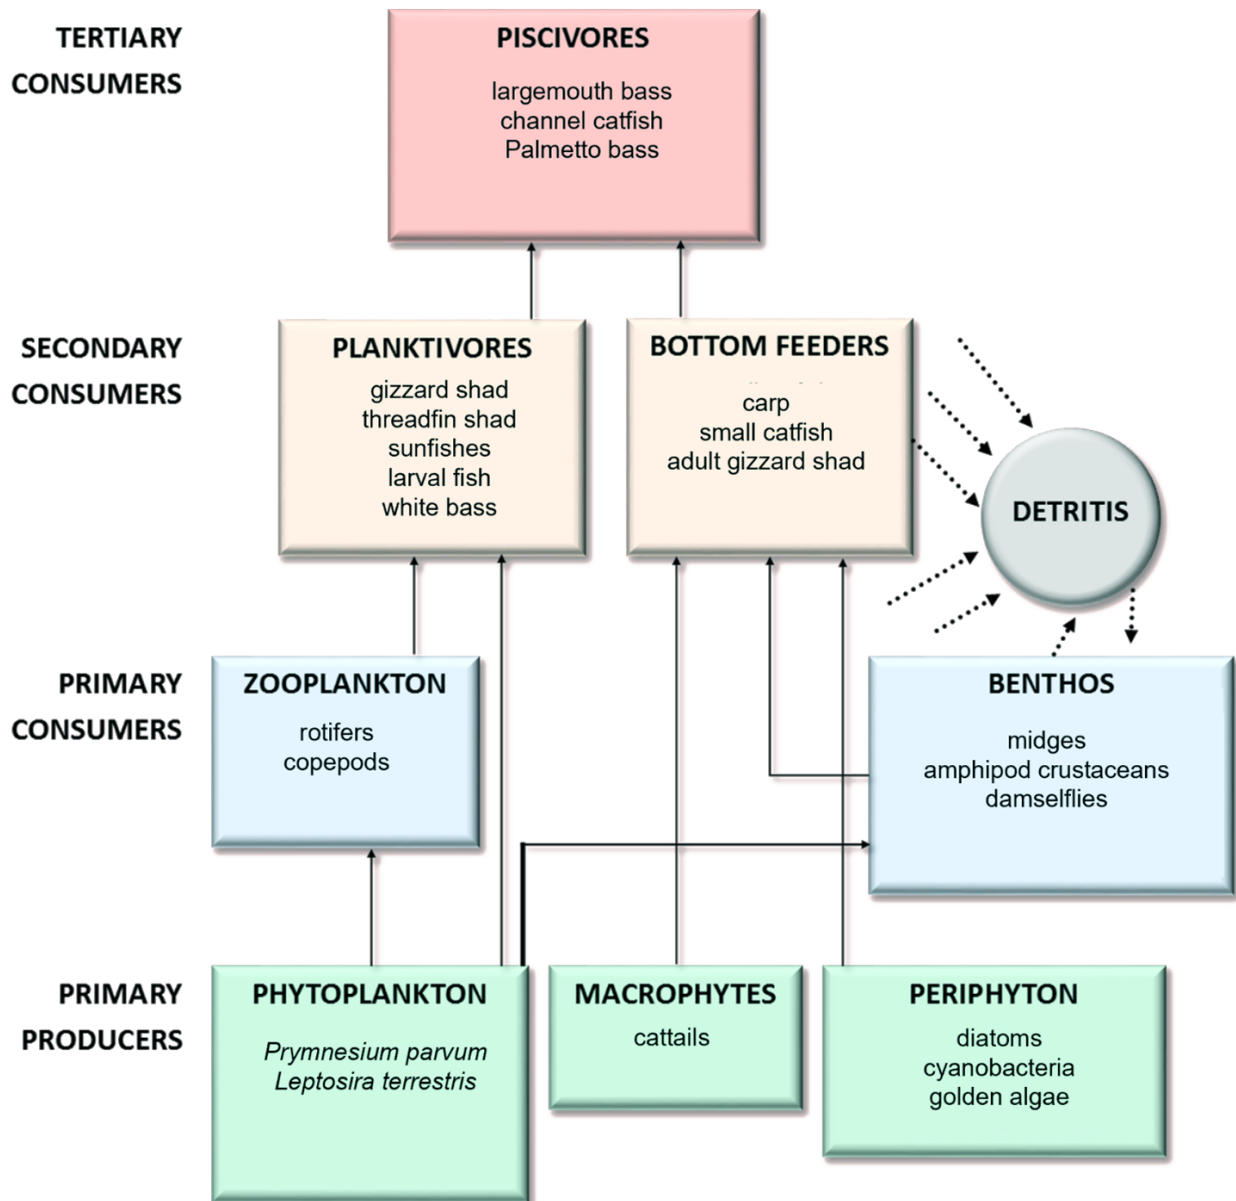 TERTIARY
CONSUMERS
PISCIVORES
largemouth bass
channel catfish
Palmetto bass
SECONDARY
CONSUMERS
PLANKTIVORES
gizzard shad
threadfin shad
sunfishes
larval fish
white bass
BOTTOM FEEDERS
carp
small catfish
adult gizzard shad
DETRITIS
PRIMARY
CONSUMERS
ZOOPLANKTON
rotifers
copepods
BENTHOS
midges
amphipod crustaceans
damselflies
PRIMARY
PRODUCERS
PHYTOPLANKTON
Prymnesium parvum
Leptosira terrestris
MACROPHYTES
cattails
PERIPHYTON
diatoms
cyanobacteria
golden algae